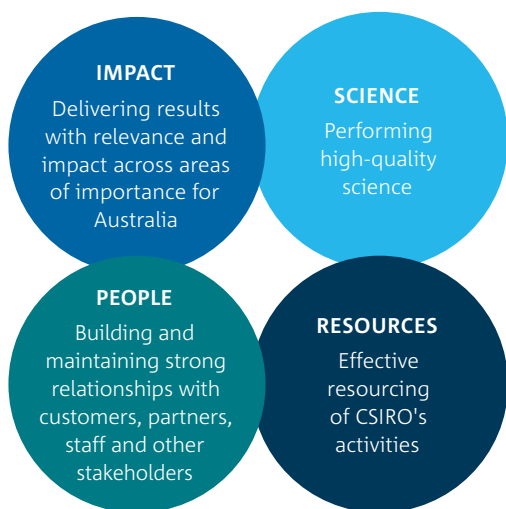 IMPACT
Delivering results
with relevance and
impact across areas
of importance for
Australia
SCIENCE
Performing
high-quality
science
PEOPLE
Building and
maintaining strong
relationships with
customers, partners,
staff and other
stakeholders
RESOURCES
Effective
resourcing
of CSIRO's
activities